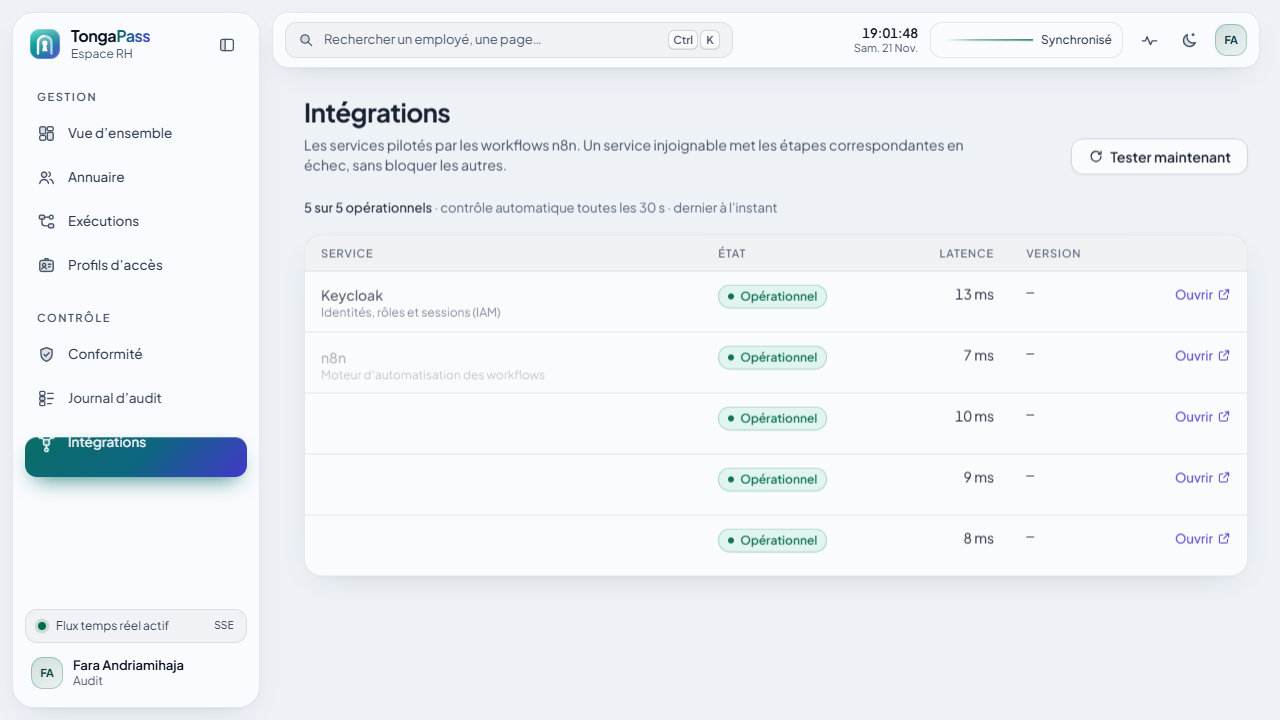 TongaPass
Espace RH
GESTION
Vue d’ensemble
Annuaire
Exécutions
Profils d’accès
CONTRÔLE
Conformité
Journal d’audit
Intégrations
Flux temps réel actif SSE
FA
Fara Andriamihaja
Audit
Rechercher un employé, une page… Ctrl K
19:01:48
Sam. 21 Nov.
Synchronisé
FA
Intégrations
Les services pilotés par les workflows n8n. Un service injoignable met les étapes correspondantes en
échec, sans bloquer les autres.
Tester maintenant
5 sur 5 opérationnels · contrôle automatique toutes les 30 s · dernier à l’instant
SERVICE ÉTAT LATENCE VERSION
Keycloak Opérationnel 13 ms – Ouvrir
Identités, rôles et sessions (IAM)
n8n Opérationnel 7 ms – Ouvrir
Moteur d’automatisation des workflows
Opérationnel 10 ms – Ouvrir
Opérationnel 9 ms – Ouvrir
Opérationnel 8 ms – Ouvrir